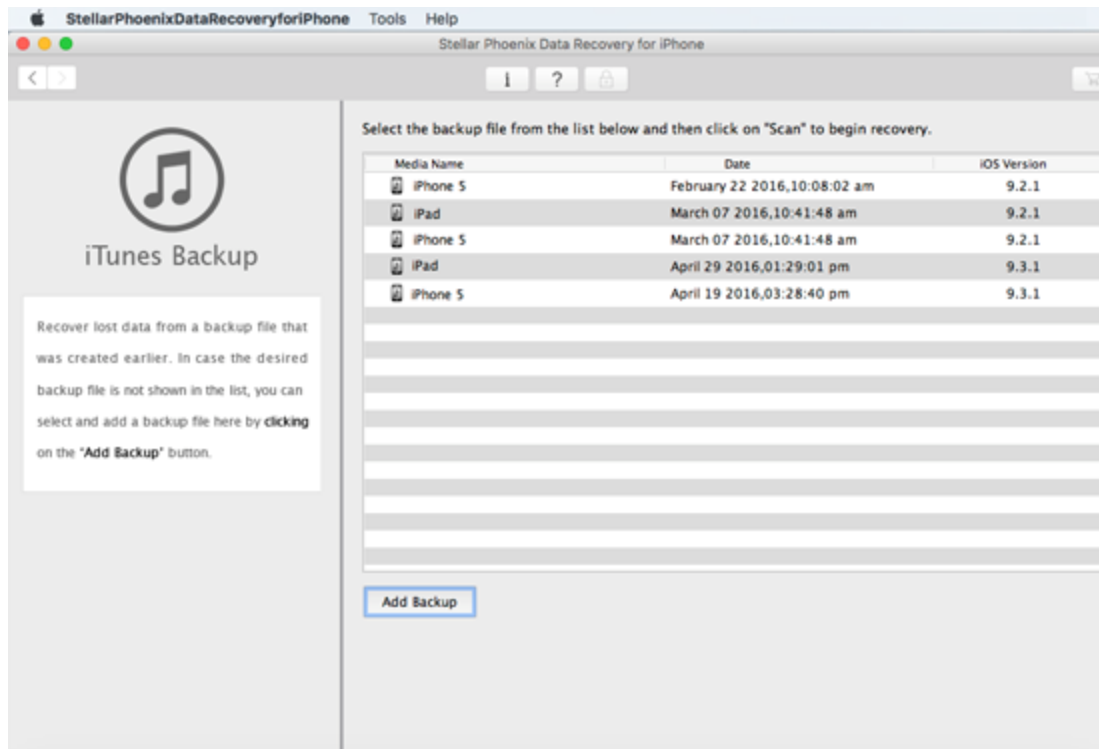 StellarPhoenixDataRecoveryforiPhone Tools Help
Stellar Phoenix Data Recovery for iPhone
i ?
iTunes Backup
Recover lost data from a backup file that
was created earlier. In case the desired
backup file is not shown in the list, you can
select and add a backup file here by clicking
on the "Add Backup" button.
Select the backup file from the list below and then click on "Scan" to begin recovery.
Media Name Date iOS Version
iPhone 5 February 22 2016,10:08:02 am 9.2.1
iPad March 07 2016,10:41:48 am 9.2.1
iPhone 5 March 07 2016,10:41:48 am 9.2.1
iPad April 29 2016,01:29:01 pm 9.3.1
iPhone 5 April 19 2016,03:28:40 pm 9.3.1
Add Backup